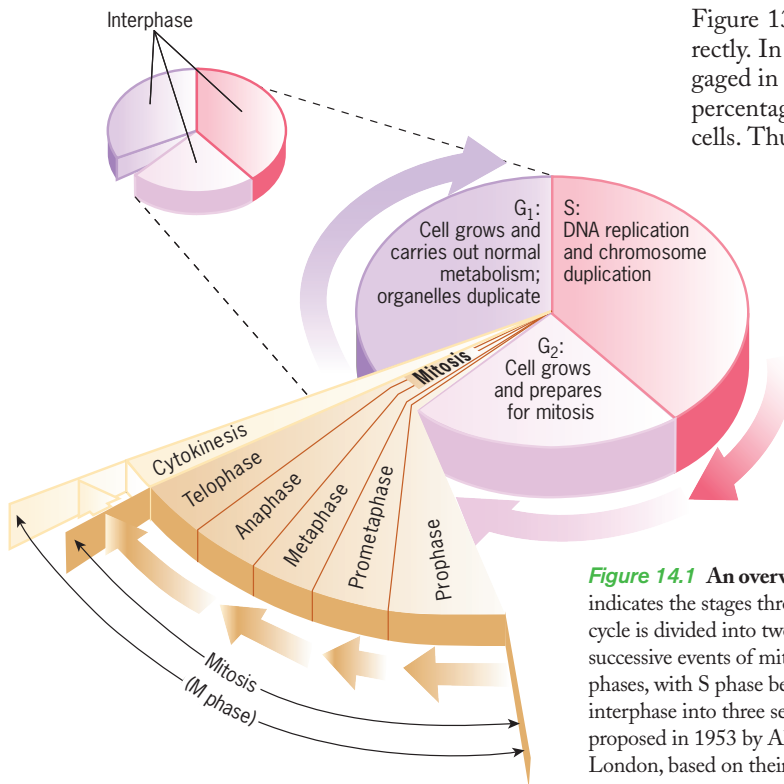 Interphase
Figure 13
rectly. In
gaged in
percentag
cells. Thu
G1:
Cell grows and
carries out normal
metabolism;
organelles duplicate
S:
DNA replication
and chromosome
duplication
G2:
Cell grows
and prepares
for mitosis
Mitosis
Cytokinesis
Telophase
Anaphase
Metaphase
Prometaphase
Prophase
Mitosis
(M phase)
Figure 14.1 An overv
indicates the stages thro
cycle is divided into two
successive events of mit
phases, with S phase be
interphase into three se
proposed in 1953 by A
London, based on their